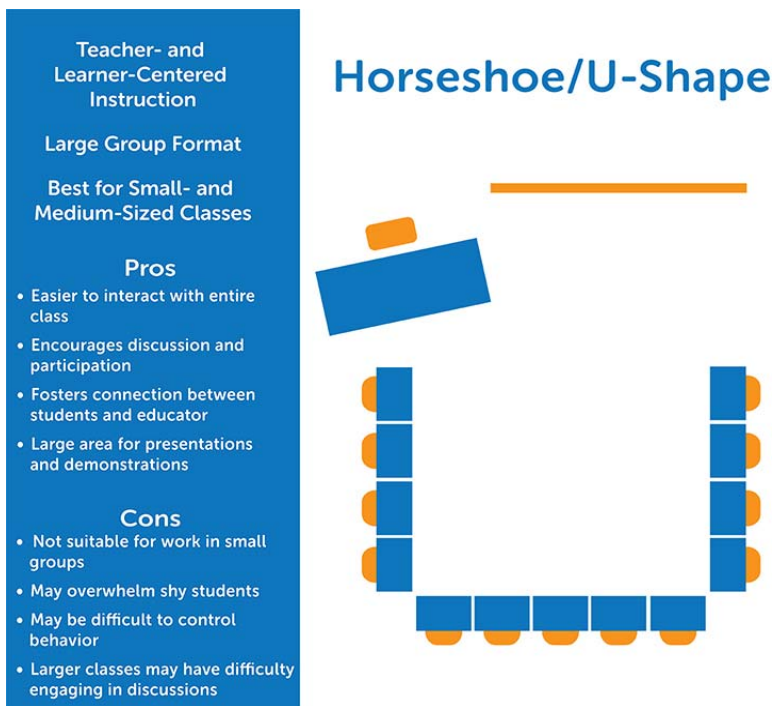 Teacher- and
Learner-Centered
Instruction
Large Group Format
Best for Small- and
Medium-Sized Classes
Pros
• Easier to interact with entire
class
• Encourages discussion and
participation
• Fosters connection between
students and educator
• Large area for presentations
and demonstrations
Cons
• Not suitable for work in small
groups
• May overwhelm shy students
• May be difficult to control
behavior
• Larger classes may have difficulty
engaging in discussions
Horseshoe/U-Shape